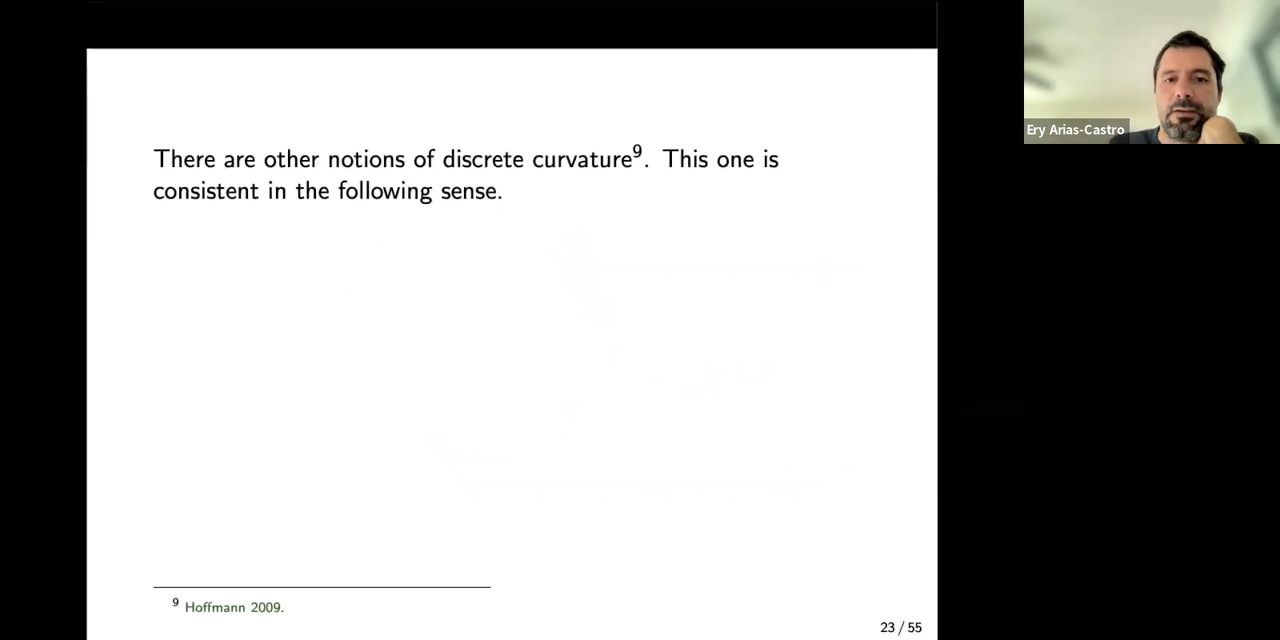 There are other notions of discrete curvature⁹. This one is
consistent in the following sense.
⁹ Hoffmann 2009.
23 / 55
Ery Arias-Castro